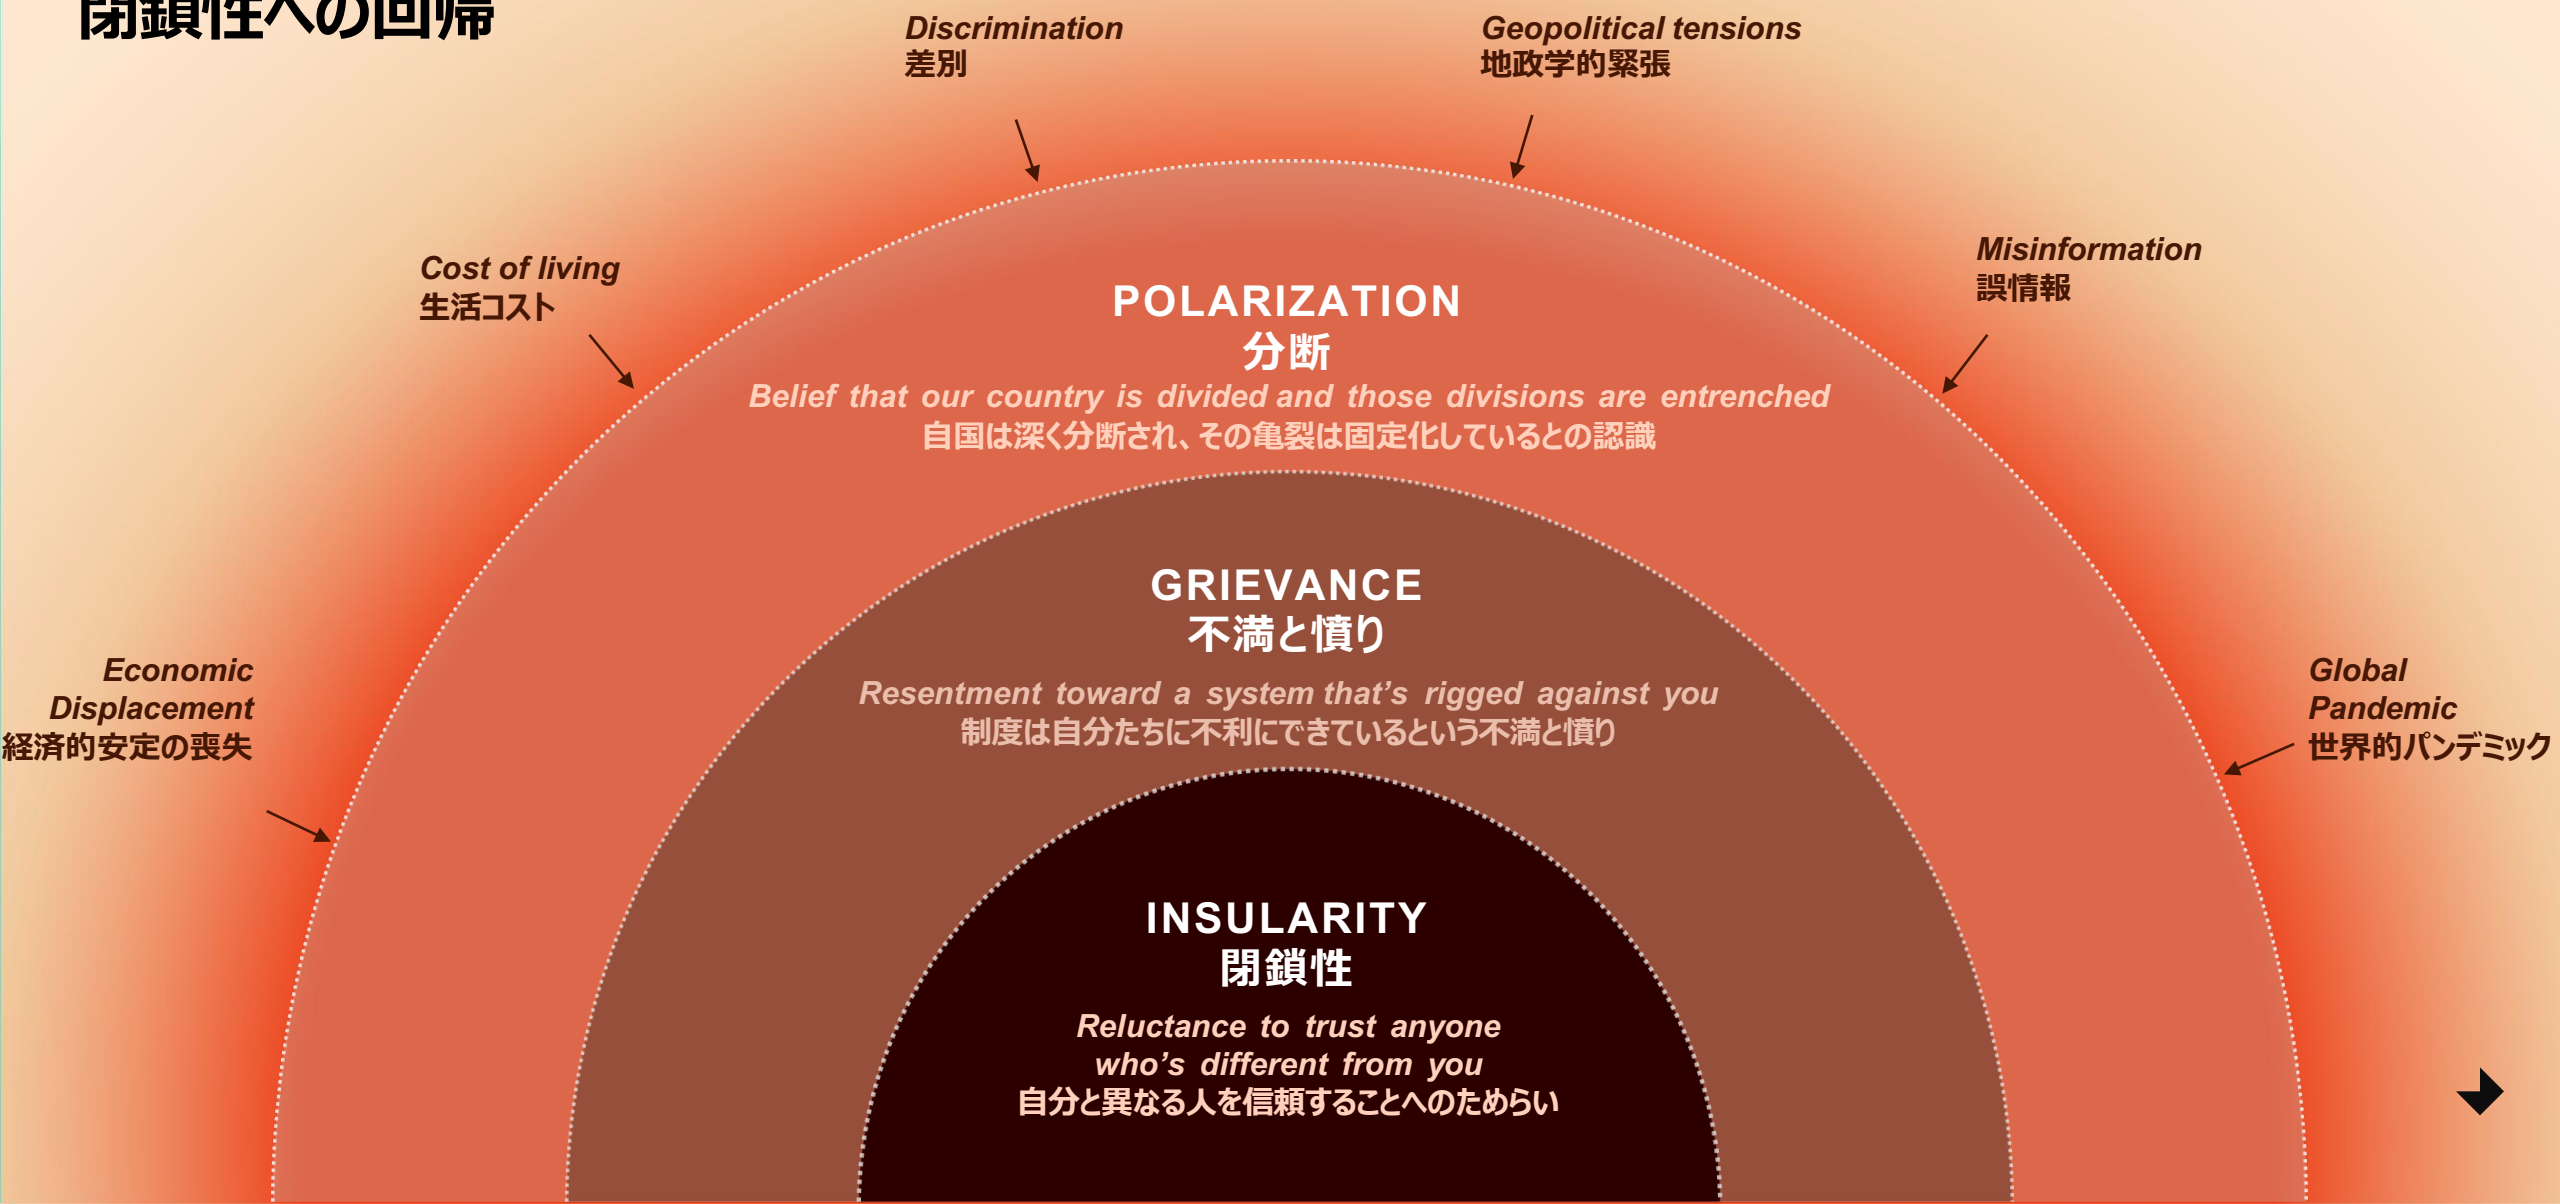 閉鎖性への回帰
Discrimination
差別
Geopolitical tensions
地政学的緊張
Cost of living
生活コスト
Misinformation
誤情報
POLARIZATION
分断
Belief that our country is divided and those divisions are entrenched
自国は深く分断され、その亀裂は固定化しているとの認識
GRIEVANCE
不満と憤り
Resentment toward a system that’s rigged against you
制度は自分たちに不利にできているという不満と憤り
Economic
Displacement
経済的安定の喪失
Global
Pandemic
世界的パンデミック
INSULARITY
閉鎖性
Reluctance to trust anyone
who’s different from you
自分と異なる人を信頼することへのためらい